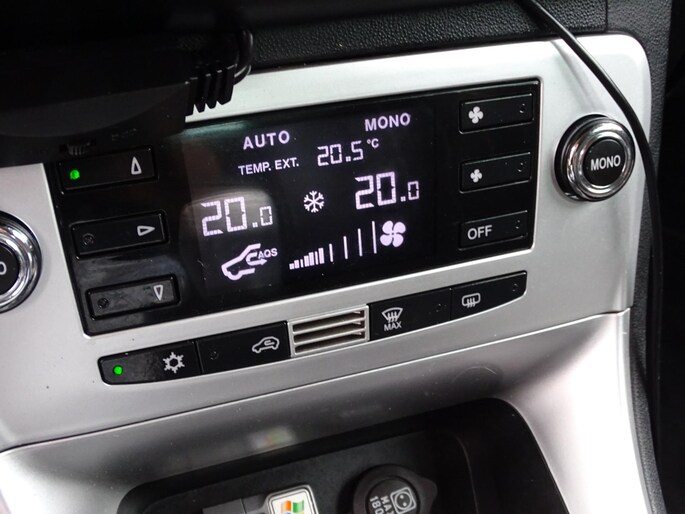 AUTO MONO
TEMP. EXT. 20.5 °C
20.0 20.0
AQS
OFF
MONO
MAX